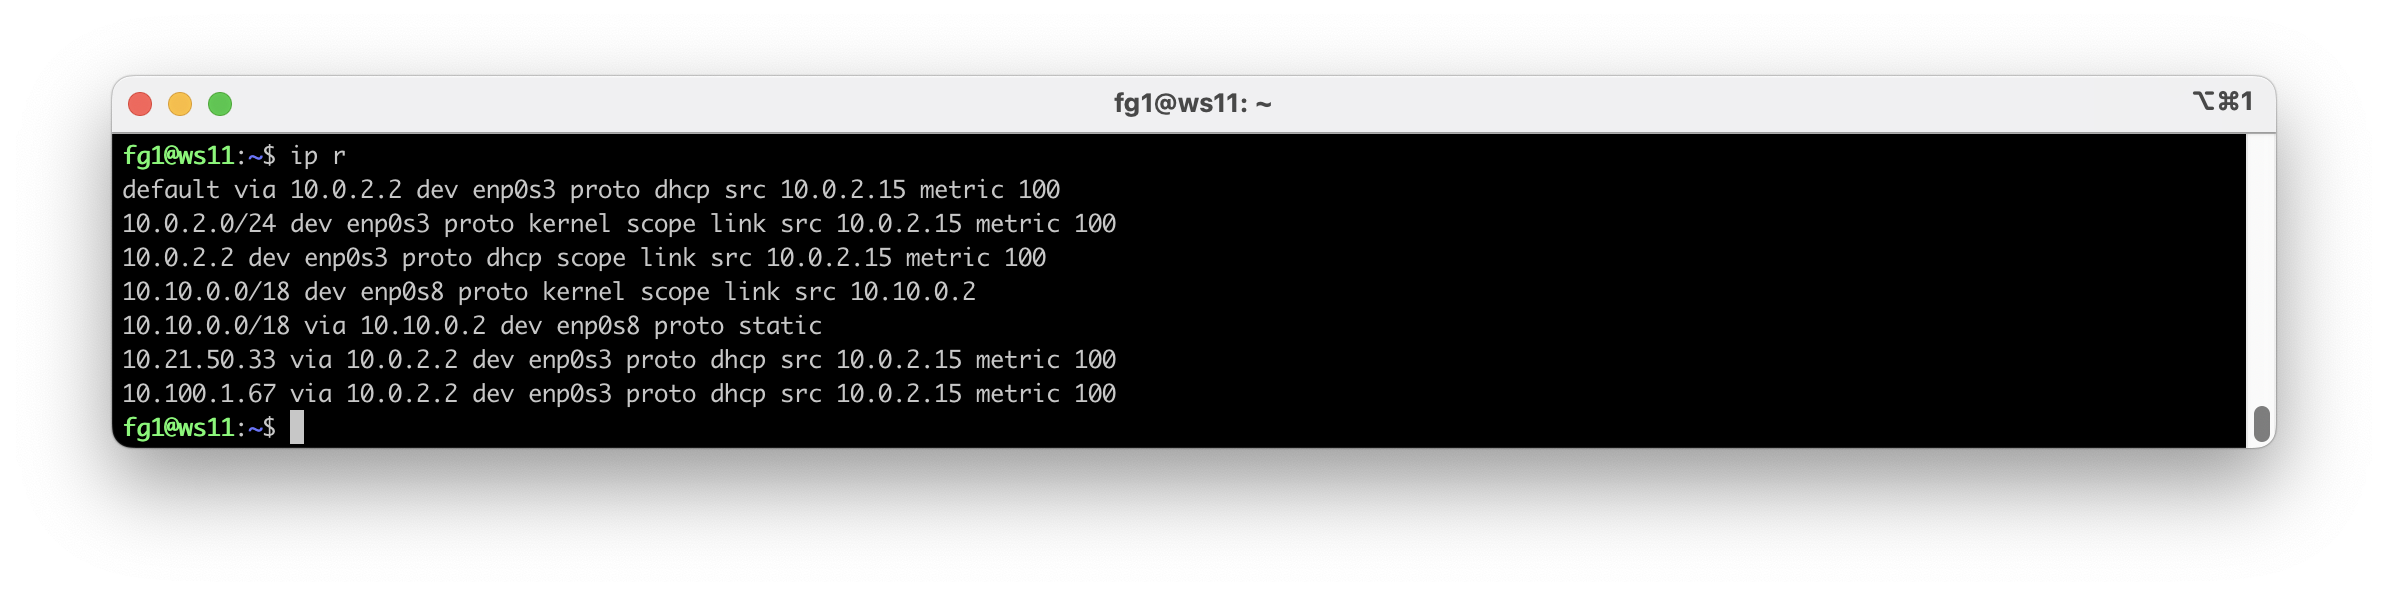 fg1@ws11: ~
⌥⌘1
fg1@ws11:~$ ip r
default via 10.0.2.2 dev enp0s3 proto dhcp src 10.0.2.15 metric 100
10.0.2.0/24 dev enp0s3 proto kernel scope link src 10.0.2.15 metric 100
10.0.2.2 dev enp0s3 proto dhcp scope link src 10.0.2.15 metric 100
10.10.0.0/18 dev enp0s8 proto kernel scope link src 10.10.0.2
10.10.0.0/18 via 10.10.0.2 dev enp0s8 proto static
10.21.50.33 via 10.0.2.2 dev enp0s3 proto dhcp src 10.0.2.15 metric 100
10.100.1.67 via 10.0.2.2 dev enp0s3 proto dhcp src 10.0.2.15 metric 100
fg1@ws11:~$